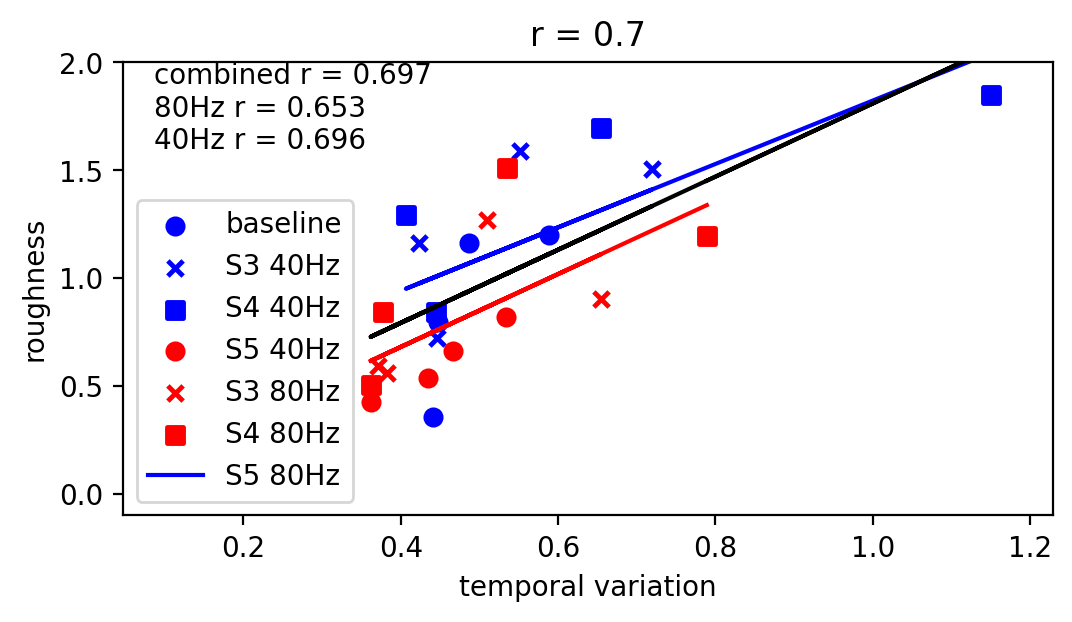 r = 0.7
combined r = 0.697
80Hz r = 0.653
40Hz r = 0.696
baseline
S3 40Hz
S4 40Hz
S5 40Hz
S3 80Hz
S4 80Hz
S5 80Hz
roughness
2.0
1.5
1.0
0.5
0.0
0.2 0.4 0.6 0.8 1.0 1.2
temporal variation